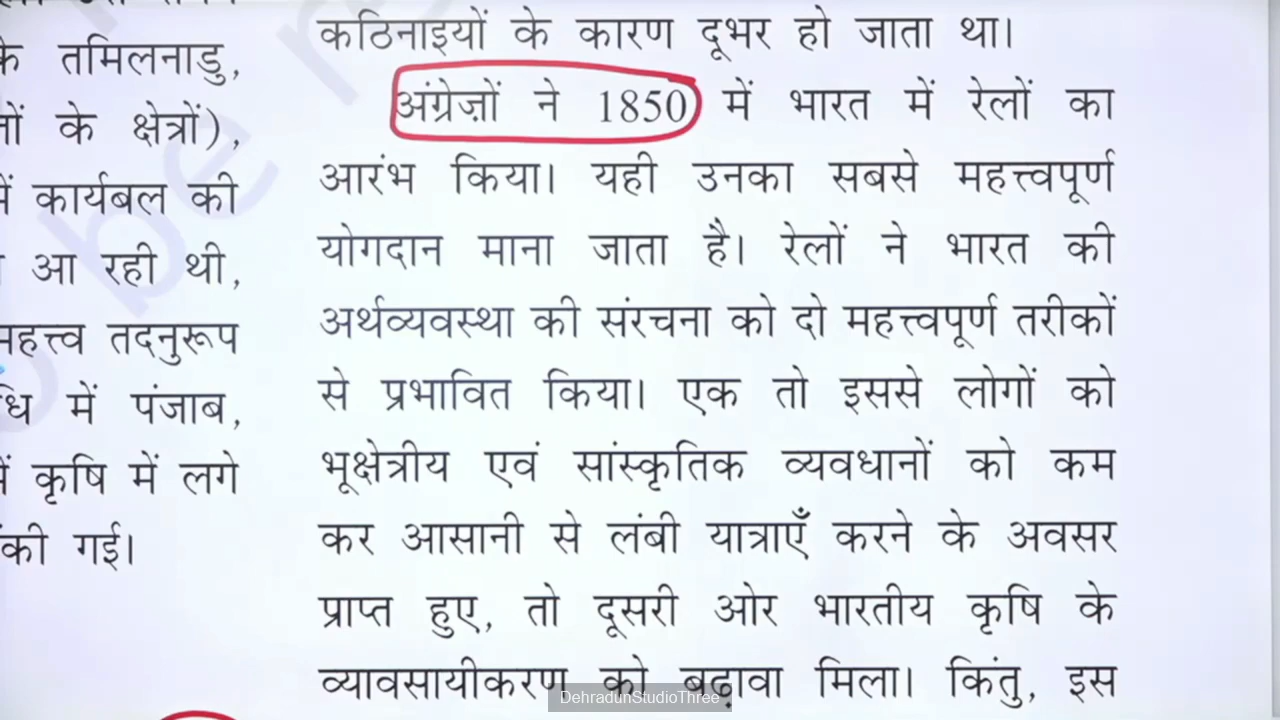 तमिलनाडु,
के क्षेत्रों),
में कार्यबल की
आ रही थी,
महत्त्व तदनुरूप
में पंजाब,
में कृषि में लगे
की गई।
कठिनाइयों के कारण दूभर हो जाता था।
अंग्रेज़ों ने 1850 में भारत में रेलों का
आरंभ किया। यही उनका सबसे महत्त्वपूर्ण
योगदान माना जाता है। रेलों ने भारत की
अर्थव्यवस्था की संरचना को दो महत्त्वपूर्ण तरीकों
से प्रभावित किया। एक तो इससे लोगों को
भूक्षेत्रीय एवं सांस्कृतिक व्यवधानों को कम
कर आसानी से लंबी यात्राएँ करने के अवसर
प्राप्त हुए, तो दूसरी ओर भारतीय कृषि के
व्यावसायीकरण को बढ़ावा मिला। किंतु, इस
DehradunStudioThree